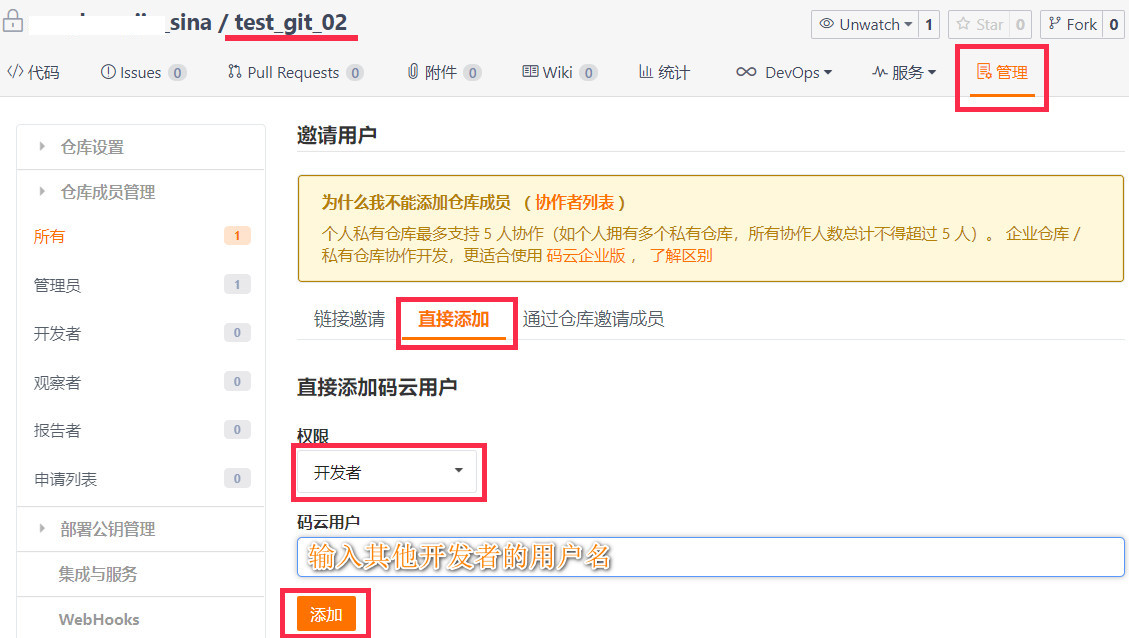 _sina / test_git_02
Unwatch 1 Star 0 Fork 0
代码 Issues 0 Pull Requests 0 附件 0 Wiki 0 统计 DevOps 服务 管理
仓库设置
仓库成员管理
所有 1
管理员 1
开发者 0
观察者 0
报告者 0
申请列表 0
部署公钥管理
集成与服务
WebHooks
邀请用户
为什么我不能添加仓库成员 （协作者列表）
个人私有仓库最多支持 5 人协作（如个人拥有多个私有仓库，所有协作人数总计不得超过 5 人）。 企业仓库 /
私有仓库协作开发，更适合使用 码云企业版 ， 了解区别
链接邀请 直接添加 通过仓库邀请成员
直接添加码云用户
权限
开发者
码云用户
输入其他开发者的用户名
添加